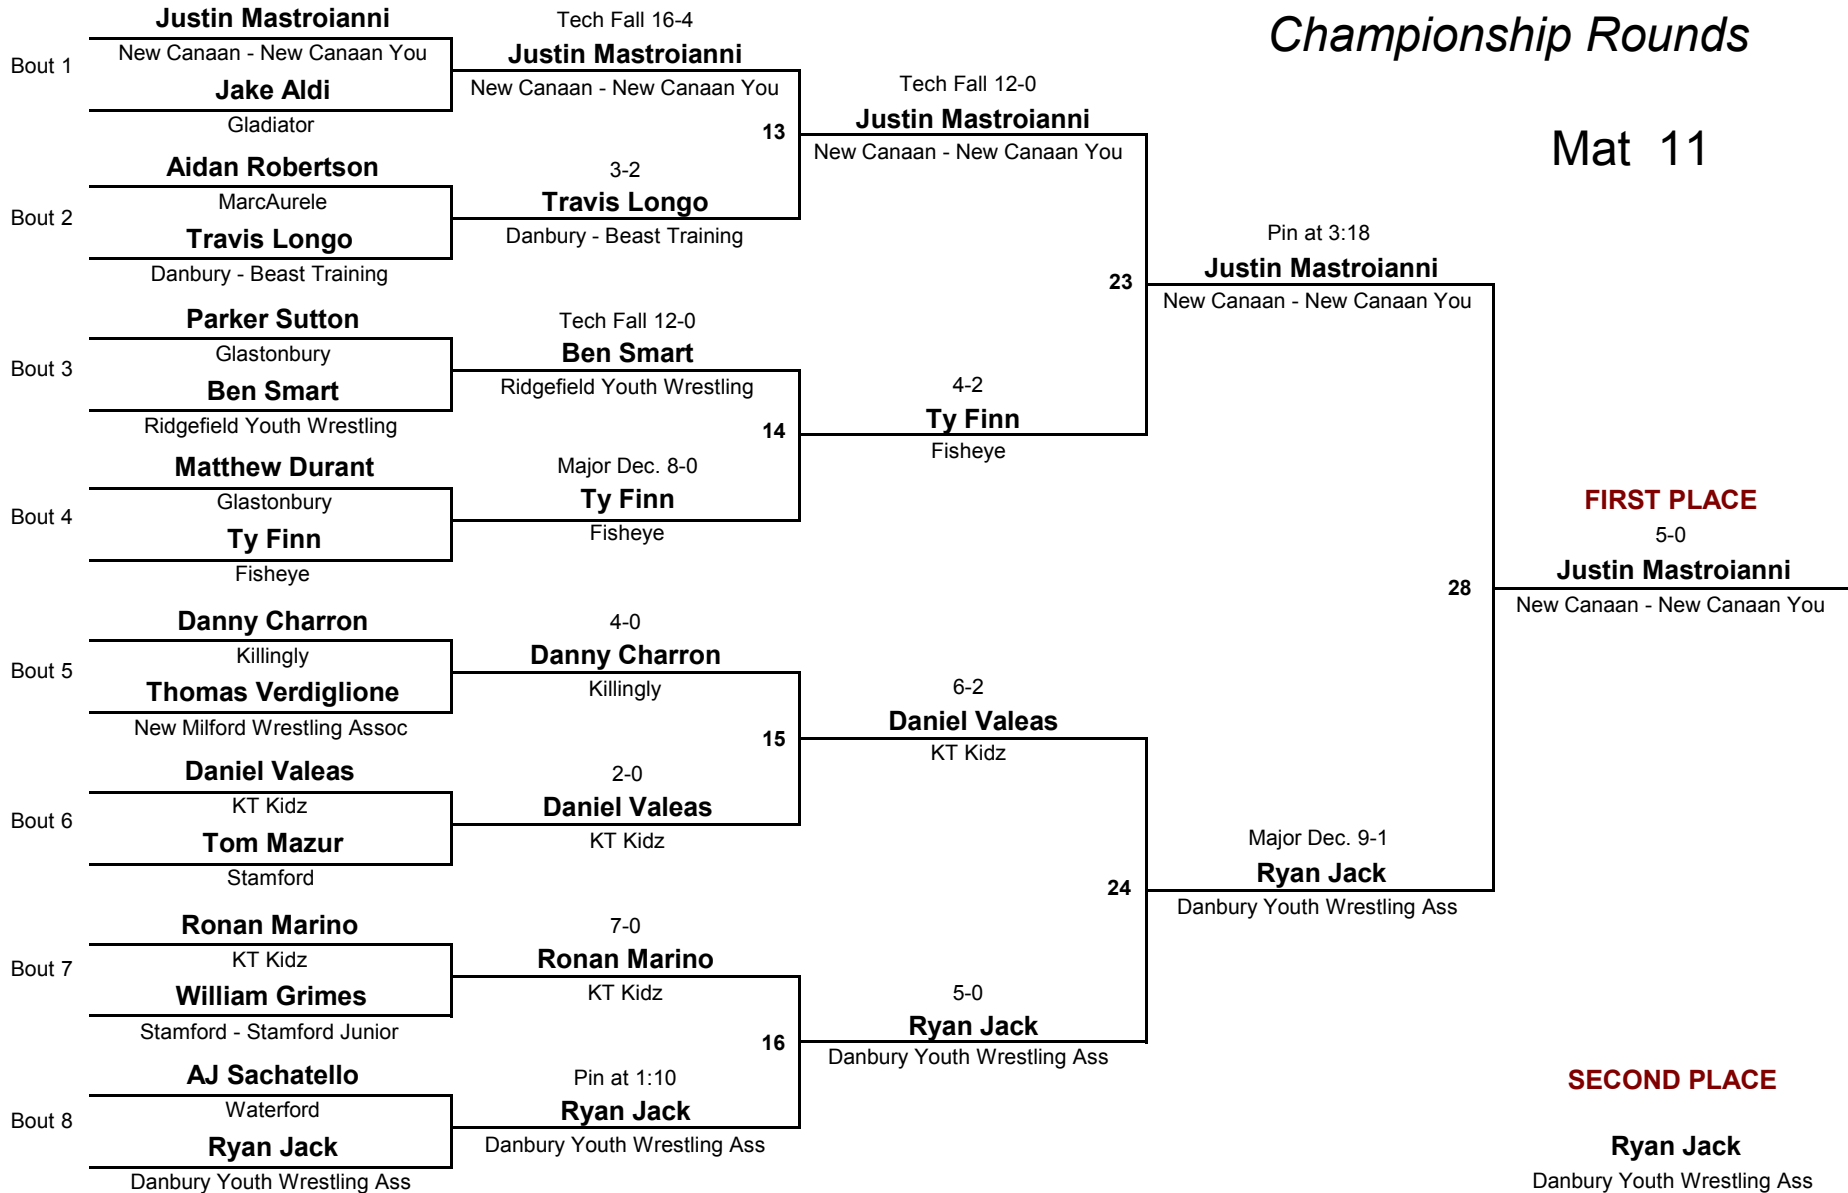 Championship Rounds
Mat 11
Bout 1
Justin Mastroianni
New Canaan - New Canaan You
Jake Aldi
Gladiator
Bout 2
Aidan Robertson
MarcAurele
Travis Longo
Danbury - Beast Training
Bout 3
Parker Sutton
Glastonbury
Ben Smart
Ridgefield Youth Wrestling
Bout 4
Matthew Durant
Glastonbury
Ty Finn
Fisheye
Bout 5
Danny Charron
Killingly
Thomas Verdiglione
New Milford Wrestling Assoc
Bout 6
Daniel Valeas
KT Kidz
Tom Mazur
Stamford
Bout 7
Ronan Marino
KT Kidz
William Grimes
Stamford - Stamford Junior
Bout 8
AJ Sachatello
Waterford
Ryan Jack
Danbury Youth Wrestling Ass
Tech Fall 16-4
Justin Mastroianni
New Canaan - New Canaan You
13
3-2
Travis Longo
Danbury - Beast Training
Tech Fall 12-0
Ben Smart
Ridgefield Youth Wrestling
14
Major Dec. 8-0
Ty Finn
Fisheye
4-0
Danny Charron
Killingly
15
2-0
Daniel Valeas
KT Kidz
7-0
Ronan Marino
KT Kidz
16
Pin at 1:10
Ryan Jack
Danbury Youth Wrestling Ass
Tech Fall 12-0
Justin Mastroianni
New Canaan - New Canaan You
23
4-2
Ty Finn
Fisheye
6-2
Daniel Valeas
KT Kidz
24
5-0
Ryan Jack
Danbury Youth Wrestling Ass
Pin at 3:18
Justin Mastroianni
New Canaan - New Canaan You
28
Major Dec. 9-1
Ryan Jack
Danbury Youth Wrestling Ass
FIRST PLACE
5-0
Justin Mastroianni
New Canaan - New Canaan You
SECOND PLACE
Ryan Jack
Danbury Youth Wrestling Ass